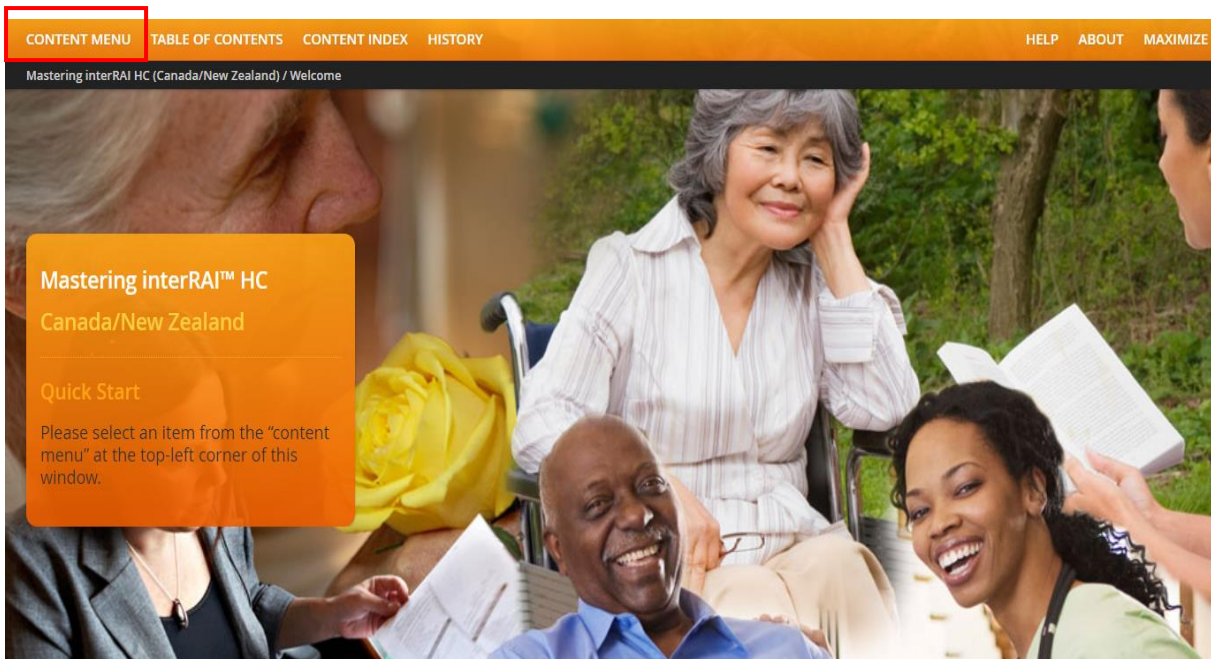 CONTENT MENU TABLE OF CONTENTS CONTENT INDEX HISTORY HELP ABOUT MAXIMIZE
Mastering interRAI HC (Canada/New Zealand) / Welcome
Mastering interRAI™ HC
Canada/New Zealand
Quick Start
Please select an item from the “content
menu” at the top-left corner of this
window.